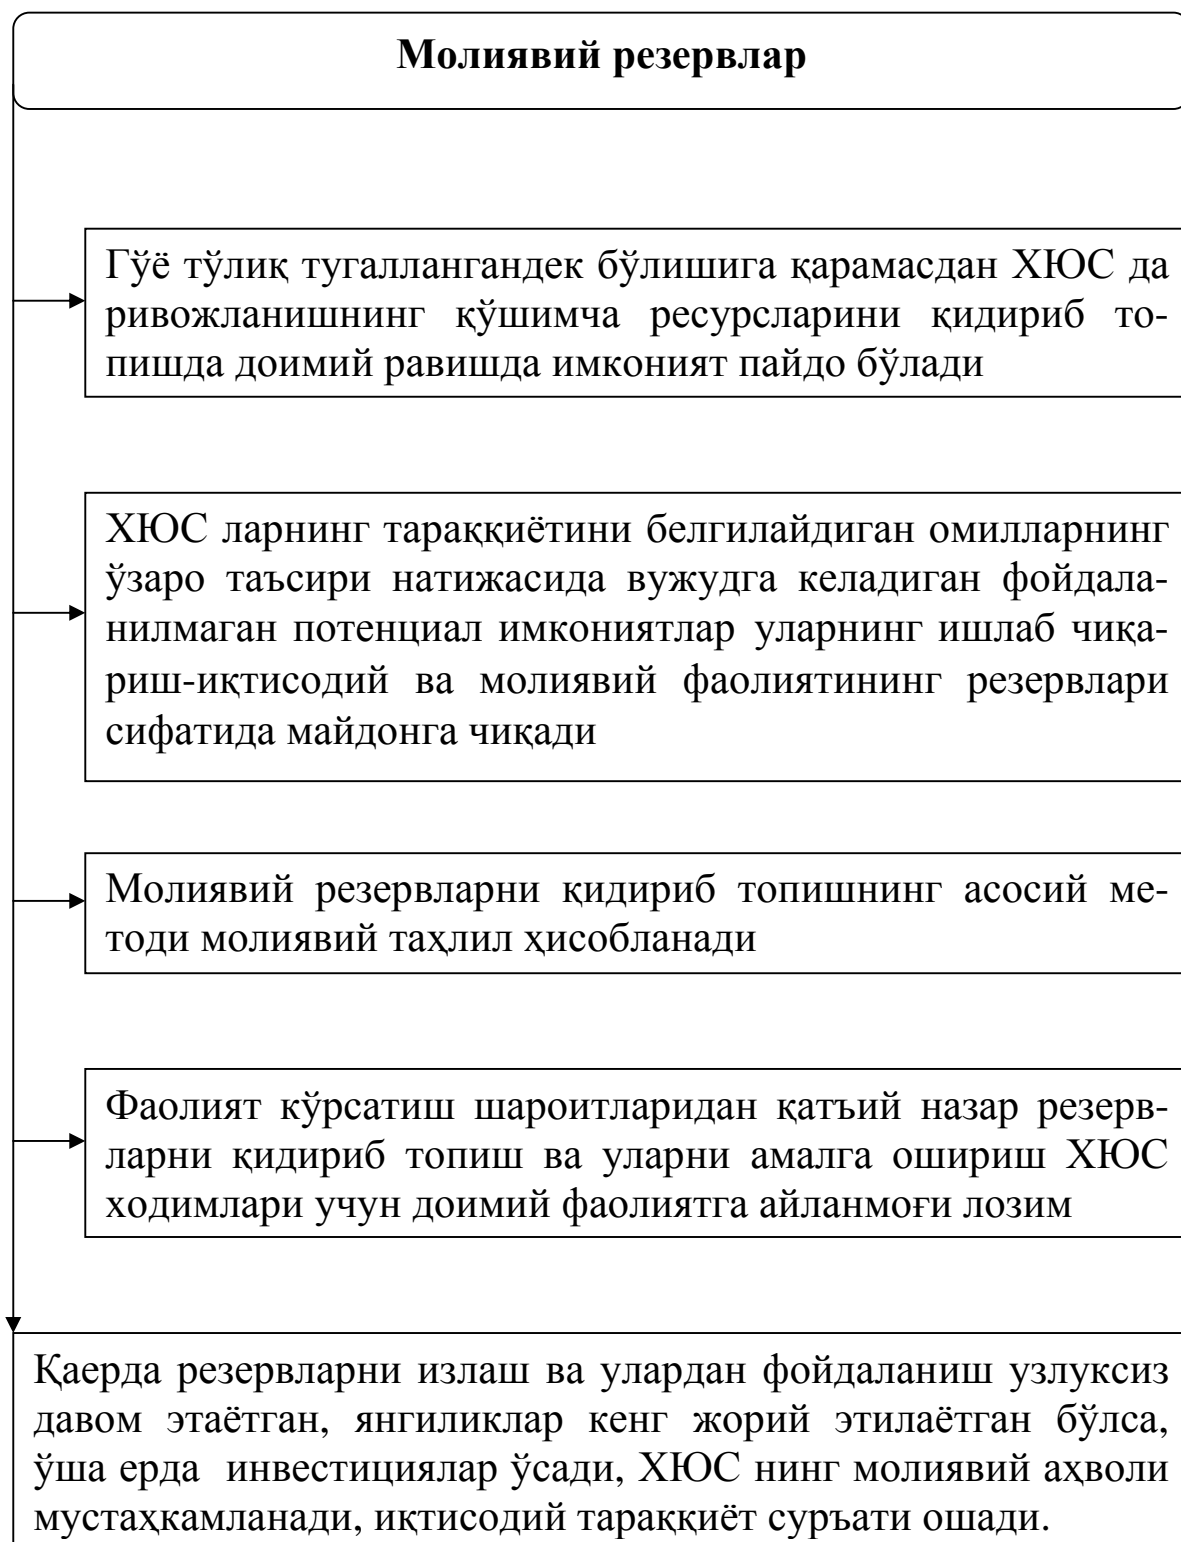 Молиявий резервлар
Гўё тўлиқ тугаллангандек бўлишига қарамасдан ХЮС да
ривожланишнинг қўшимча ресурсларини қидириб то-
пишда доимий равишда имконият пайдо бўлади
ХЮС ларнинг тараққиётини белгилайдиган омилларнинг
ўзаро таъсири натижасида вужудга келадиган фойдала-
нилмаган потенциал имкониятлар уларнинг ишлаб чиқа-
риш-иқтисодий ва молиявий фаолиятининг резервлари
сифатида майдонга чиқади
Молиявий резервларни қидириб топишнинг асосий ме-
тоди молиявий таҳлил ҳисобланади
Фаолият кўрсатиш шароитларидан қатъий назар резерв-
ларни қидириб топиш ва уларни амалга ошириш ХЮС
ходимлари учун доимий фаолиятга айланмоғи лозим
Қаерда резервларни излаш ва улардан фойдаланиш узлуксиз
давом этаётган, янгиликлар кенг жорий этилаётган бўлса,
ўша ерда инвестициялар ўсади, ХЮС нинг молиявий аҳволи
мустаҳкамланади, иқтисодий тараққиёт суръати ошади.